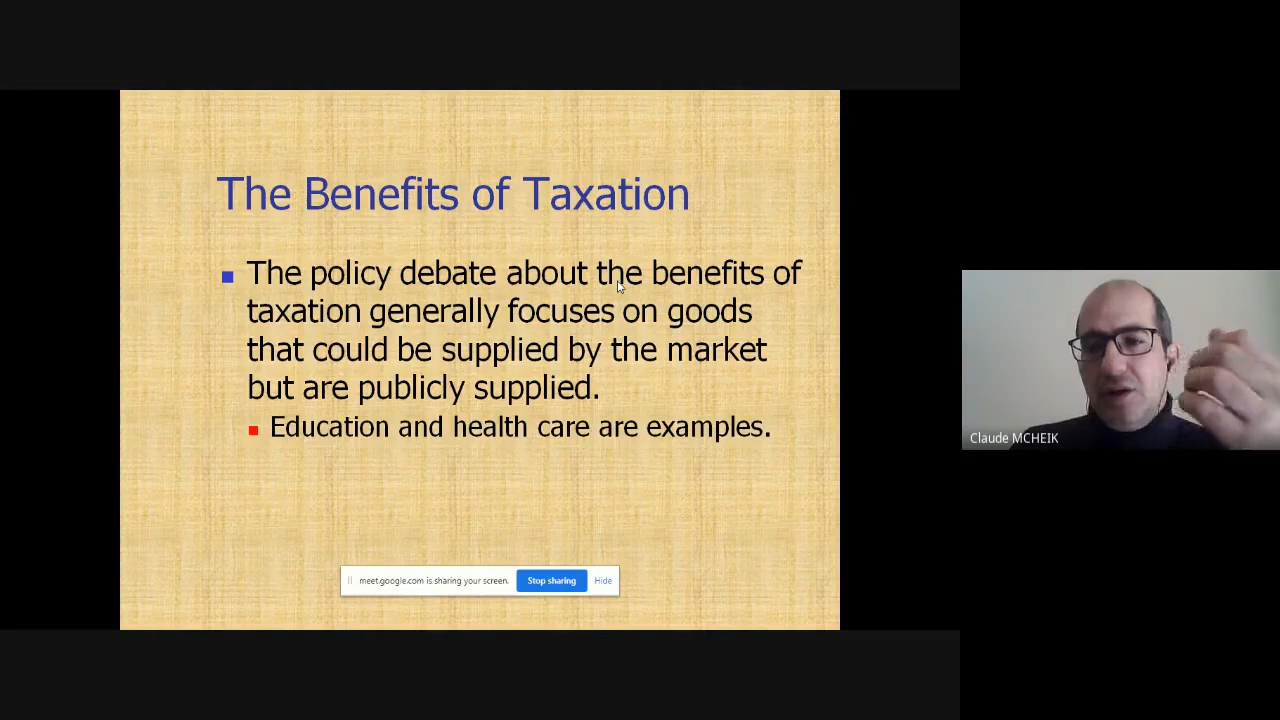 The Benefits of Taxation
The policy debate about the benefits of
taxation generally focuses on goods
that could be supplied by the market
but are publicly supplied.
Education and health care are examples.
meet.google.com is sharing your screen. Stop sharing Hide
Claude MCHEIK